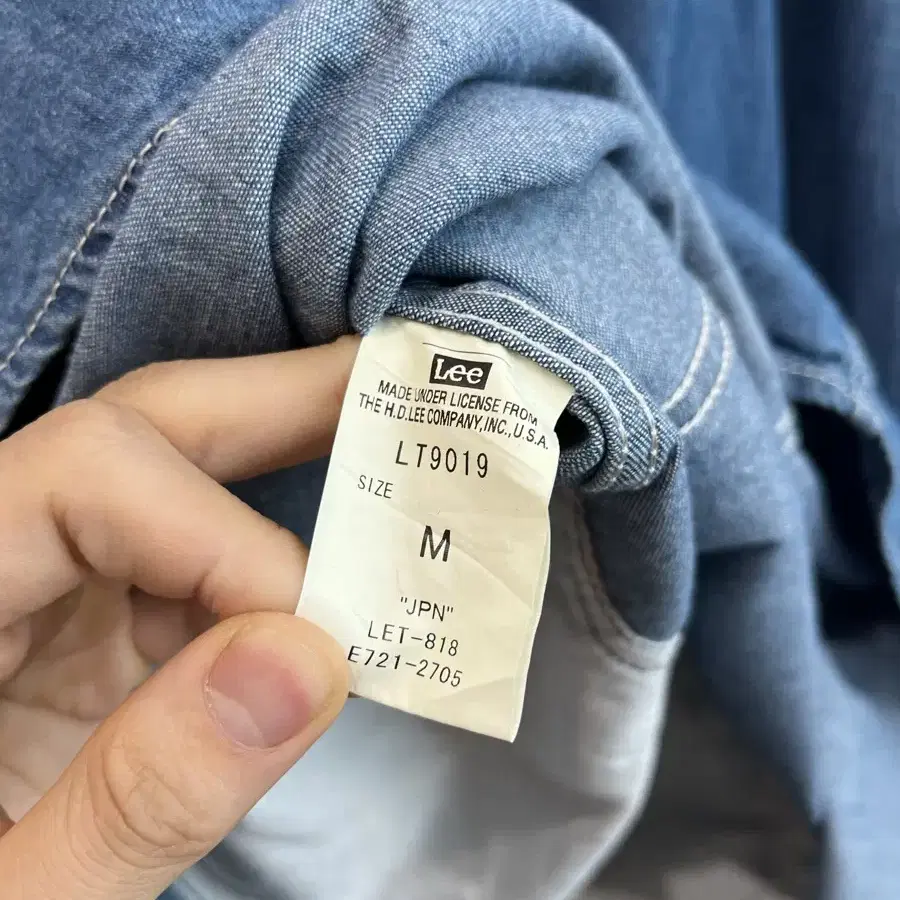 Lee
MADE UNDER LICENSE FROM
THE H.D.LEE COMPANY,INC.,U.S.A.
LT9019
SIZE
M
"JPN"
LET-818
E721-2705